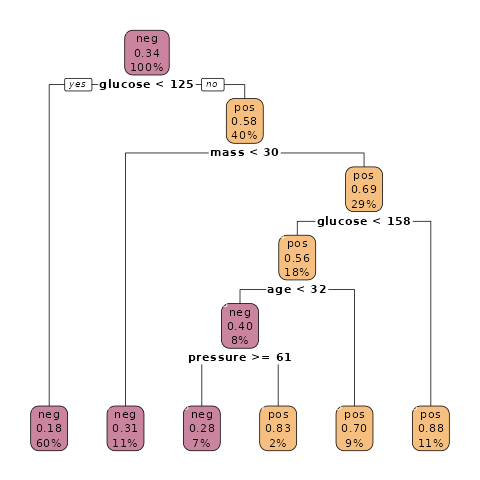 neg
0.34
100%
yes glucose < 125 no
pos
0.58
40%
mass < 30
pos
0.69
29%
glucose < 158
pos
0.56
18%
age < 32
neg
0.40
8%
pressure >= 61
neg
0.18
60%
neg
0.31
11%
neg
0.28
7%
pos
0.83
2%
pos
0.70
9%
pos
0.88
11%